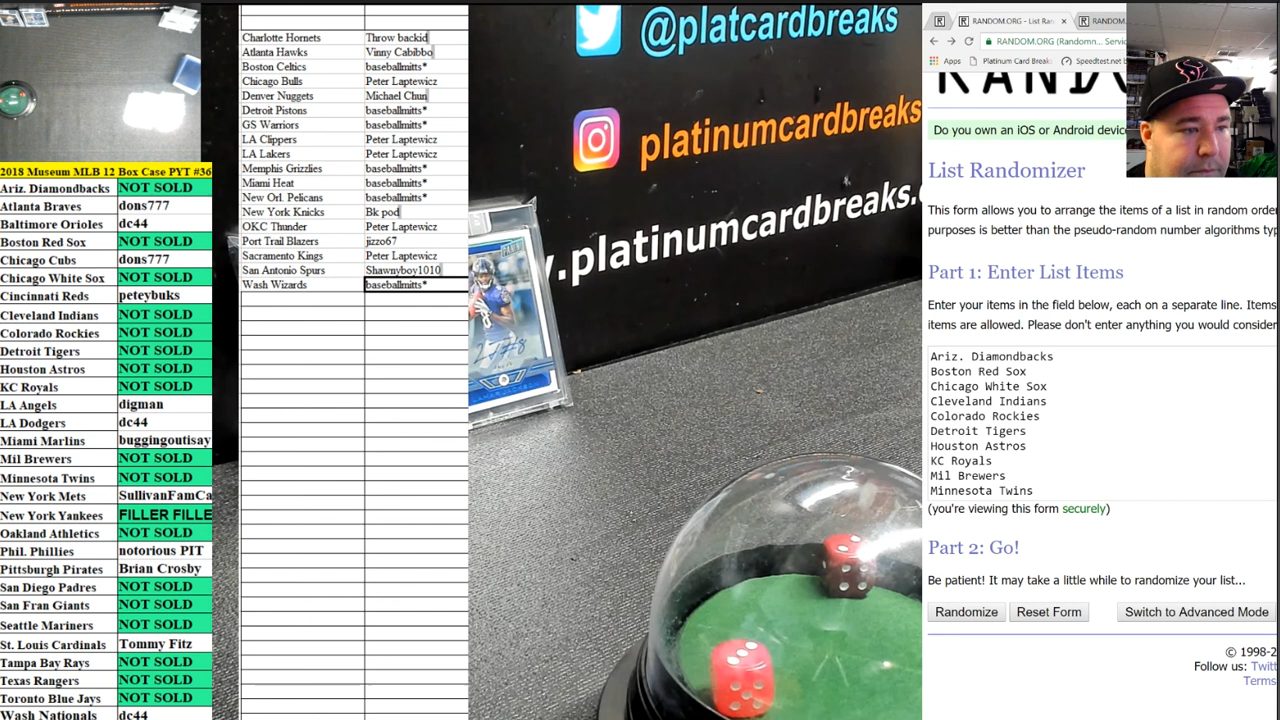 2018 Museum MLB 12 Box Case PYT #36
Ariz. Diamondbacks NOT SOLD
Atlanta Braves dons777
Baltimore Orioles dc44
Boston Red Sox NOT SOLD
Chicago Cubs dons777
Chicago White Sox NOT SOLD
Cincinnati Reds peteybuks
Cleveland Indians NOT SOLD
Colorado Rockies NOT SOLD
Detroit Tigers NOT SOLD
Houston Astros NOT SOLD
KC Royals NOT SOLD
LA Angels digman
LA Dodgers dc44
Miami Marlins buggingoutisay
Mil Brewers NOT SOLD
Minnesota Twins NOT SOLD
New York Mets SullivanFamCa
New York Yankees FILLER FILLE
Oakland Athletics NOT SOLD
Phil. Phillies notorious PIT
Pittsburgh Pirates Brian Crosby
San Diego Padres NOT SOLD
San Fran Giants NOT SOLD
Seattle Mariners NOT SOLD
St. Louis Cardinals Tommy Fitz
Tampa Bay Rays NOT SOLD
Texas Rangers NOT SOLD
Toronto Blue Jays NOT SOLD
Wash Nationals dc44
Charlotte Hornets Throw backid
Atlanta Hawks Vinny Cabibbo
Boston Celtics baseballmitts*
Chicago Bulls Peter Laptewicz
Denver Nuggets Michael Chun
Detroit Pistons baseballmitts*
GS Warriors baseballmitts*
LA Clippers Peter Laptewicz
LA Lakers Peter Laptewicz
Memphis Grizzlies baseballmitts*
Miami Heat baseballmitts*
New Orl. Pelicans baseballmitts*
New York Knicks Bk pod
OKC Thunder Peter Laptewicz
Port Trail Blazers jizzo67
Sacramento Kings Peter Laptewicz
San Antonio Spurs Shawnyboy1010
Wash Wizards baseballmitts*
@platcardbreaks
platinumcardbreaks
v.platinumcardbreaks.
PANINI
RANDOM.ORG - List Ran
RANDOM.
RANDOM.ORG (Randomn... Servic
Apps Platinum Card Break Speedtest.net b
RANDO
Do you own an iOS or Android device
List Randomizer
This form allows you to arrange the items of a list in random orde
purposes is better than the pseudo-random number algorithms typ
Part 1: Enter List Items
Enter your items in the field below, each on a separate line. Items
items are allowed. Please don't enter anything you would consider
Ariz. Diamondbacks
Boston Red Sox
Chicago White Sox
Cleveland Indians
Colorado Rockies
Detroit Tigers
Houston Astros
KC Royals
Mil Brewers
Minnesota Twins
(you're viewing this form securely)
Part 2: Go!
Be patient! It may take a little while to randomize your list...
Randomize Reset Form Switch to Advanced Mode
© 1998-2
Follow us: Twitt
Terms